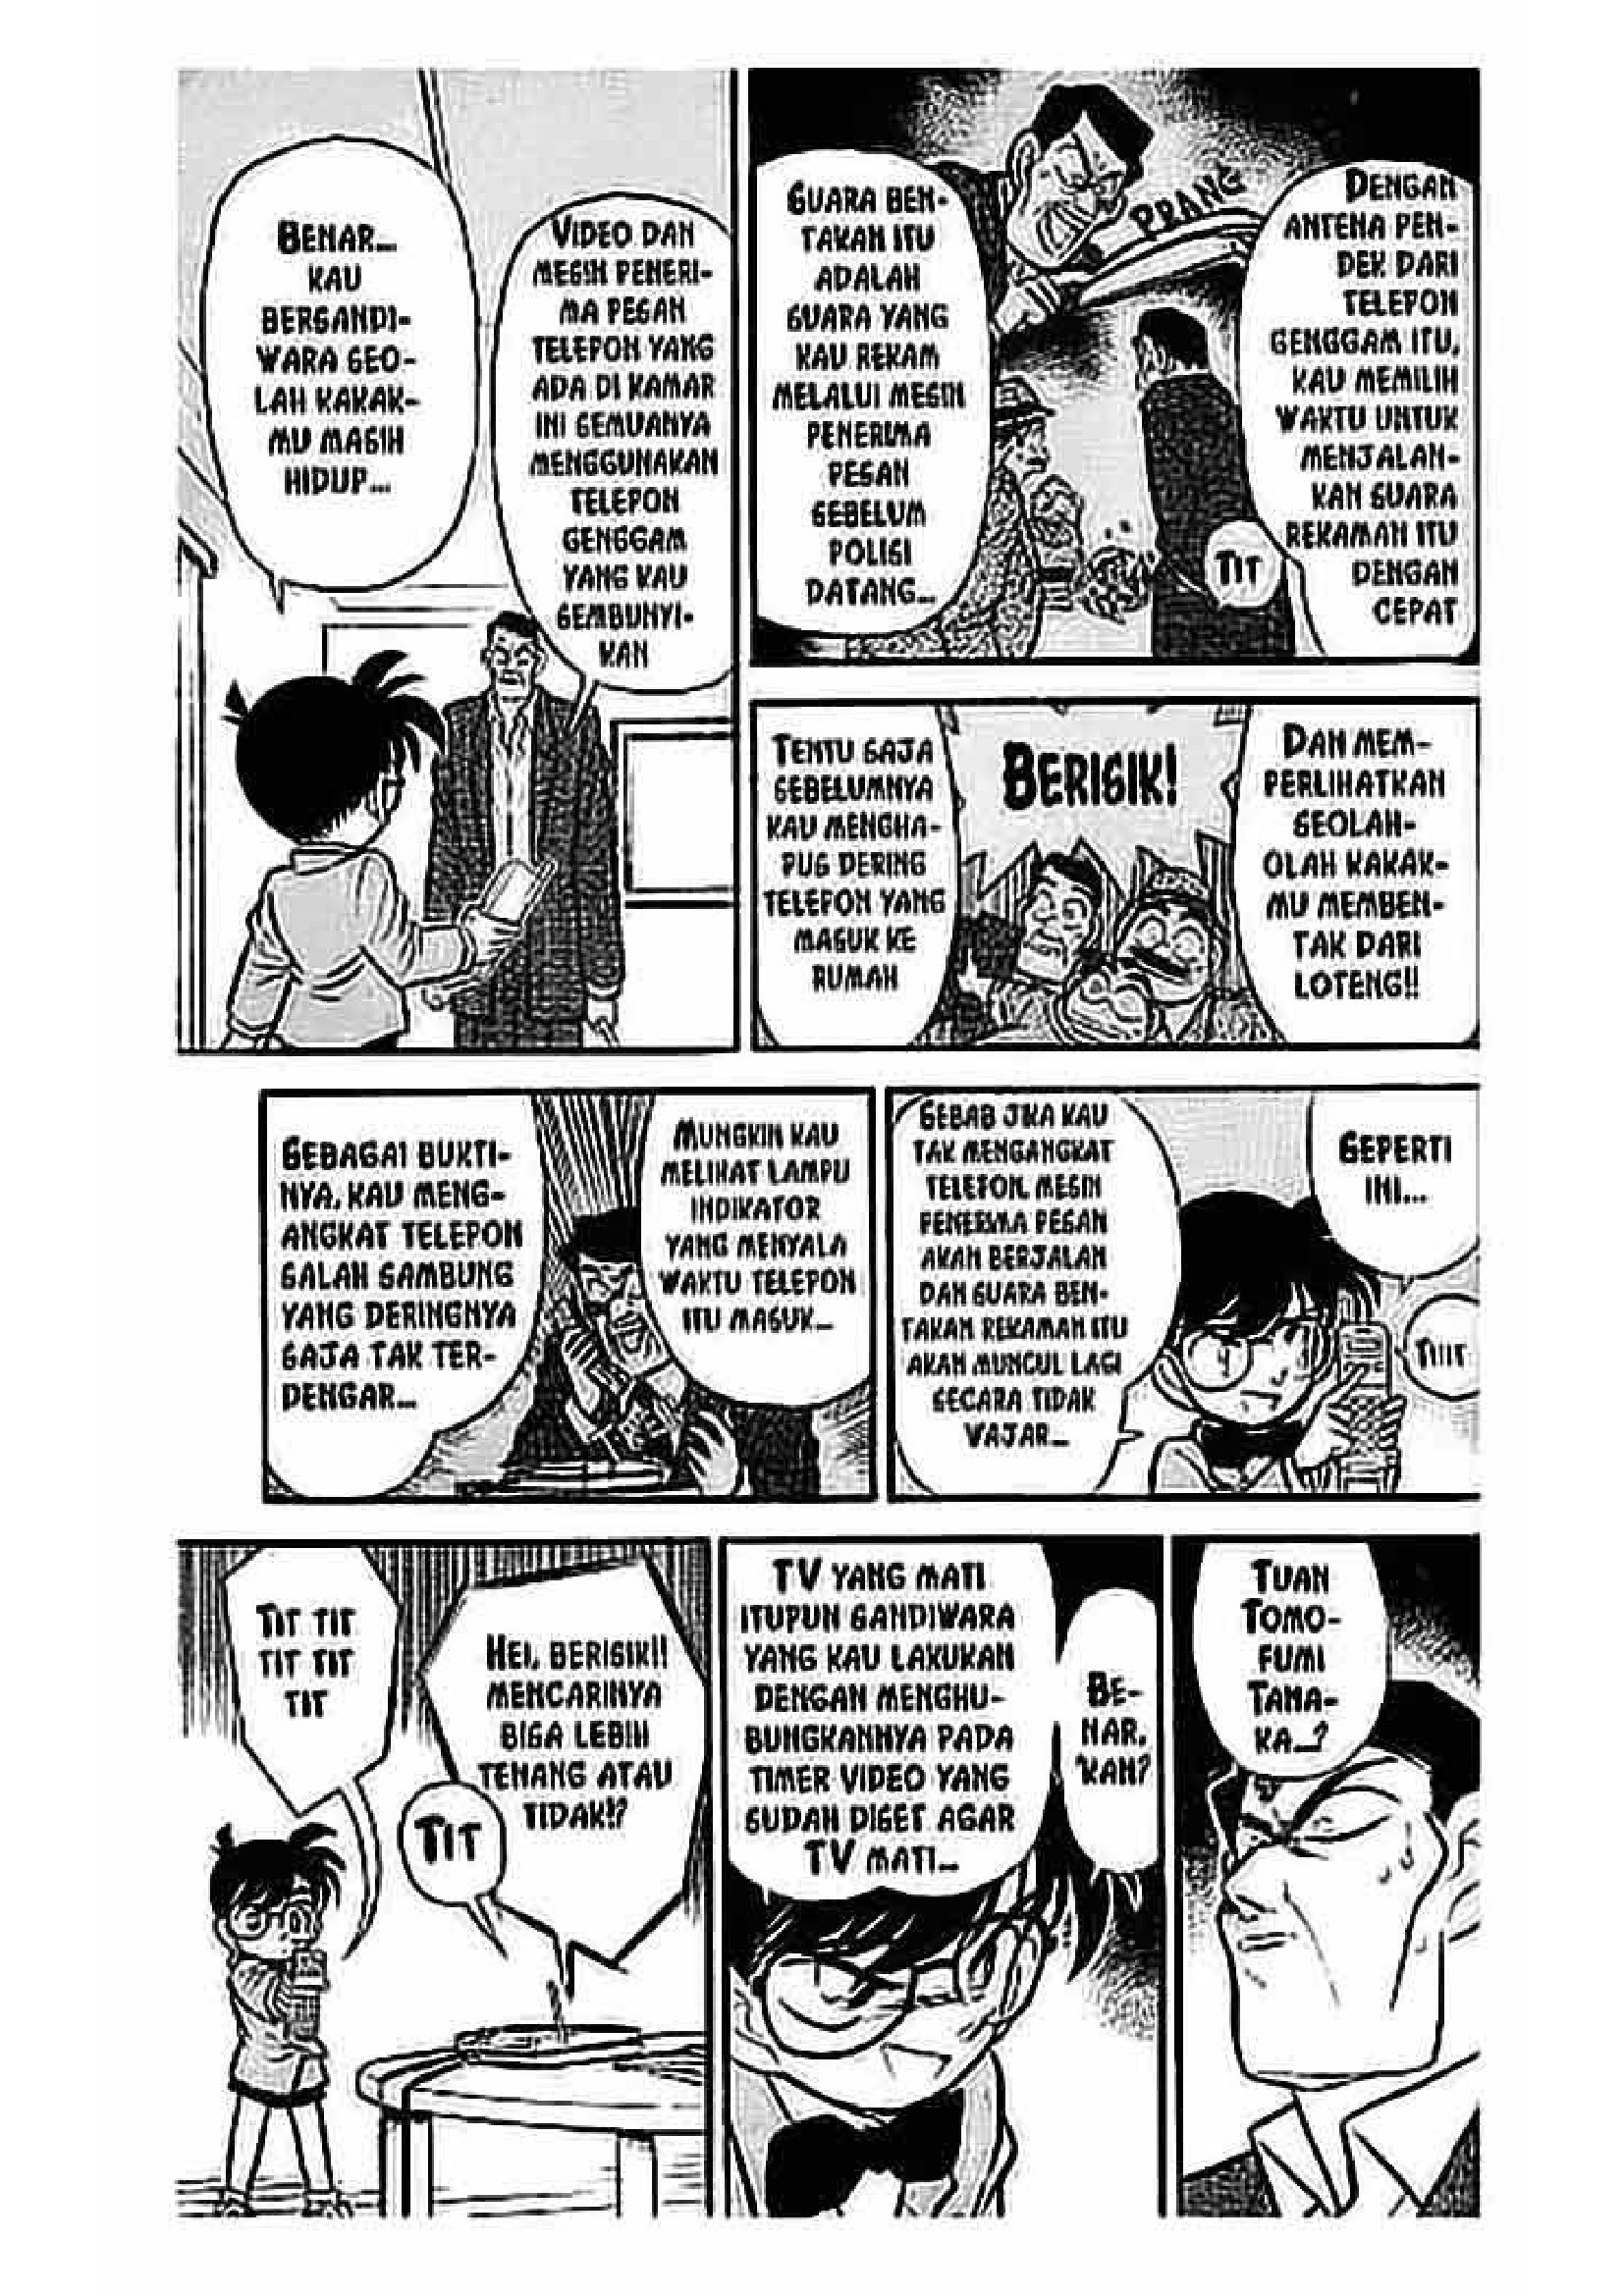 BENAR...
KAU
BERSANDI-
WARA SEO-
LAH KAKAK-
MU MASIH
HIDUP...
VIDEO DAN
MESIN PENERI-
MA PESAN
TELEPON YANG
ADA DI KAMAR
INI SEMUANYA
MENGGUNAKAN
TELEPON
GENGGAM
YANG KAU
SEMBUNYI-
KAN
SUARA BEN-
TAKAN ITU
ADALAH
SUARA YANG
KAU REKAM
MELALUI MESIN
PENERIMA
PESAN
SEBELUM
POLISI
DATANG...
PRANG
DENGAN
ANTENA PEN-
DEK DARI
TELEPON
GENGGAM ITU,
KAU MEMILIH
WAKTU UNTUK
MENJALAN-
KAN SUARA
REKAMAN ITU
DENGAN
CEPAT
TIT
TENTU SAJA
SEBELUMNYA
KAU MENGHA-
PUS DERING
TELEPON YANG
MASUK KE
RUMAH
BERISIK!
DAN MEM-
PERLIHATKAN
SEOLAH-
OLAH KAKAK-
MU MEMBEN-
TAK DARI
LOTENG!!
SEBAGAI BUKTI-
NYA, KAU MENG-
ANGKAT TELEPON
SALAH SAMBUNG
YANG DERINGNYA
SAJA TAK TER-
DENGAR...
MUNGKIN KAU
MELIHAT LAMPU
INDIKATOR
YANG MENYALA
WAKTU TELEPON
ITU MASUK...
SEBAB JIKA KAU
TAK MENGANGKAT
TELEPON, MESIN
PENERIMA PESAN
AKAN BERJALAN
DAN SUARA BEN-
TAKAN REKAMAN ITU
AKAN MUNCUL LAGI
SECARA TIDAK
WAJAR...
SEPERTI
INI...
TIIIT
TIT TIT
TIT TIT
TIT
HEI, BERISIK!!
MENCARINYA
BISA LEBIH
TENANG ATAU
TIDAK!?
TIT
TV YANG MATI
ITUPUN SANDIWARA
YANG KAU LAKUKAN
DENGAN MENGHU-
BUNGKANNYA PADA
TIMER VIDEO YANG
SUDAH DISET AGAR
TV MATI...
BE-
NAR,
'KAN?
TUAN
TOMO-
FUMI
TANA-
KA...?